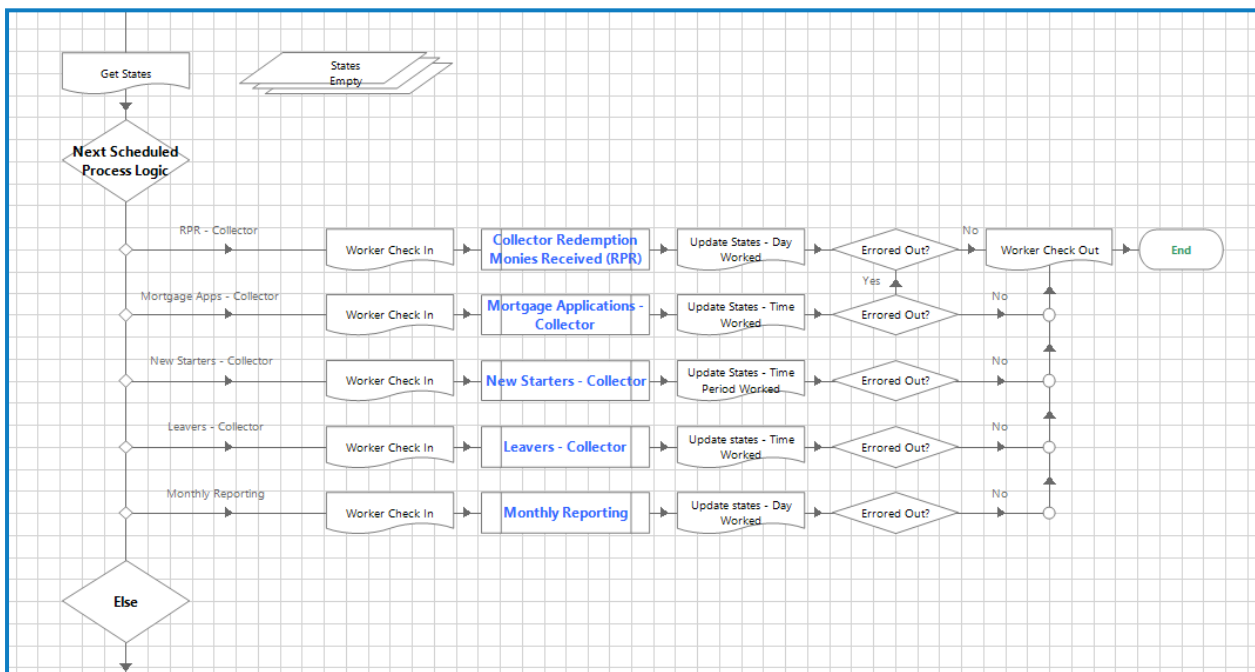 Get States
States
Empty
Next Scheduled
Process Logic
RPR - Collector
Worker Check In
Collector Redemption
Monies Received (RPR)
Update States - Day
Worked
Errored Out?
No
Worker Check Out
End
Mortgage Apps - Collector
Worker Check In
Mortgage Applications -
Collector
Update States - Time
Worked
Yes
Errored Out?
No
New Starters - Collector
Worker Check In
New Starters - Collector
Update States - Time
Period Worked
Errored Out?
No
Leavers - Collector
Worker Check In
Leavers - Collector
Update states - Time
Worked
Errored Out?
No
Monthly Reporting
Worker Check In
Monthly Reporting
Update states - Day
Worked
Errored Out?
No
Else